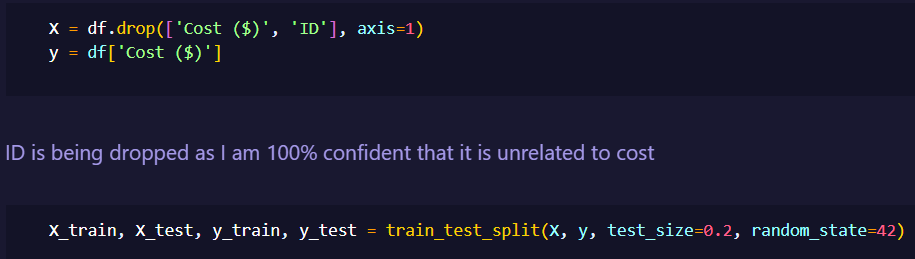 X = df.drop(['Cost ($)', 'ID'], axis=1)
y = df['Cost ($)']
ID is being dropped as I am 100% confident that it is unrelated to cost
X_train, X_test, y_train, y_test = train_test_split(X, y, test_size=0.2, random_state=42)